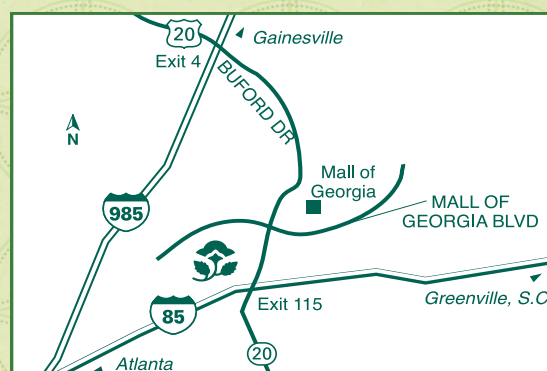 20
Gainesville
Exit 4
BUFORD DR
N
Mall of
Georgia
985
MALL OF
GEORGIA BLVD
85
Exit 115
Greenville, S.C
20
Atlanta